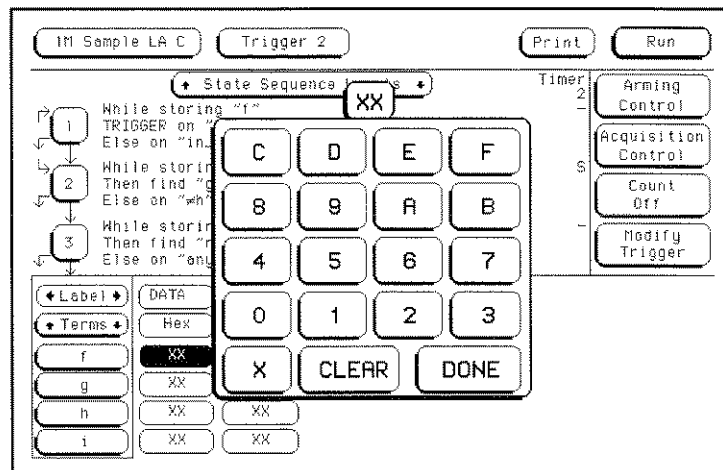 1M Sample LA C Trigger 2 Print Run
State Sequence Timer
2
-
Arming
Control
Acquisition
Control
S
Count
Off
-
Modify
Trigger
1
While storing "f"
TRIGGER on "
Else on "in
2
While storin
Then find "g
Else on "≠h"
3
While storin
Then find "r
Else on "any
XX
C D E F
8 9 A B
4 5 6 7
0 1 2 3
X CLEAR DONE
Label DATA
Terms Hex
f XX
g XX
h XX XX
i XX XX